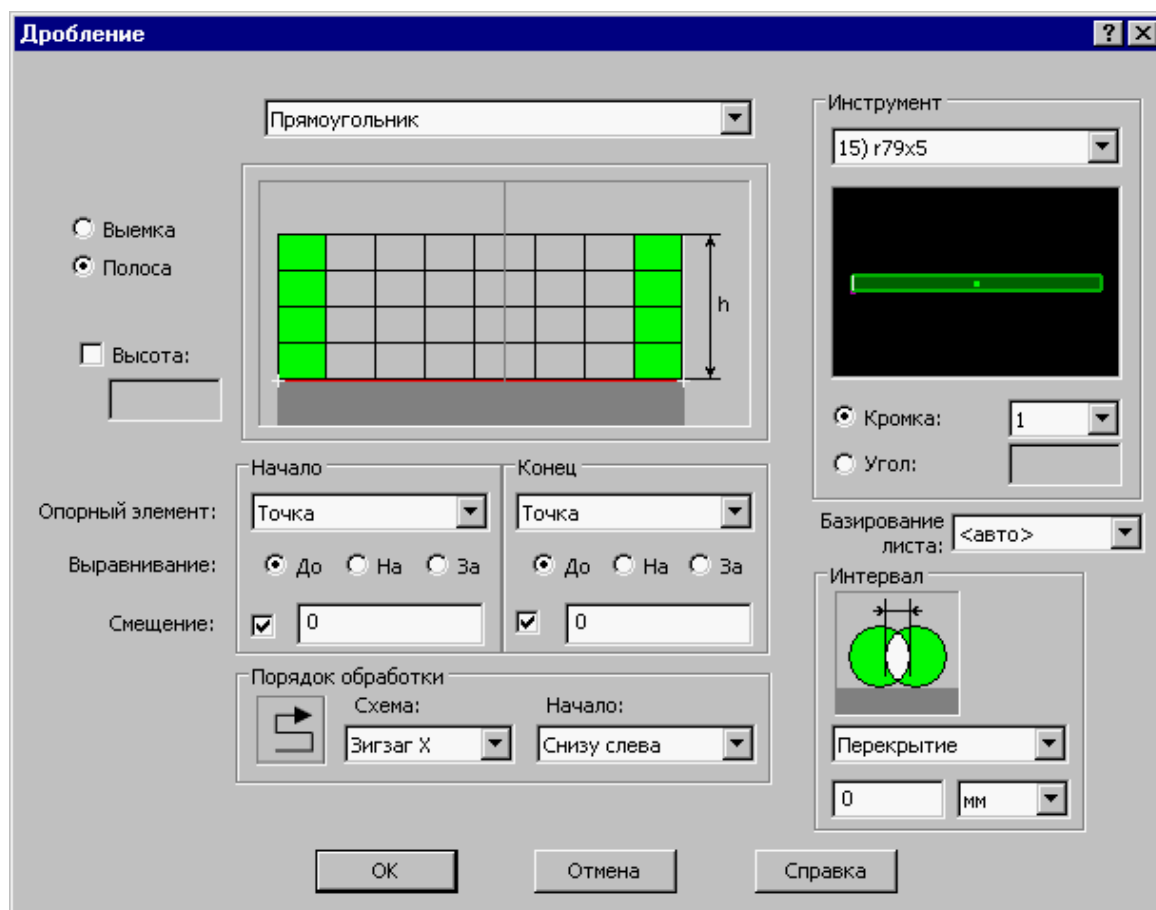 Дробление
Прямоугольник
Выемка
Полоса
Высота:
h
Инструмент
15) r79x5
Кромка: 1
Угол:
Начало Конец
Опорный элемент: Точка Точка
Выравнивание: До На За До На За
Смещение: 0 0
Базирование
листа: <авто>
Интервал
Перекрытие
0 мм
Порядок обработки
Схема: Начало:
Зигзаг X Снизу слева
OK Отмена Справка